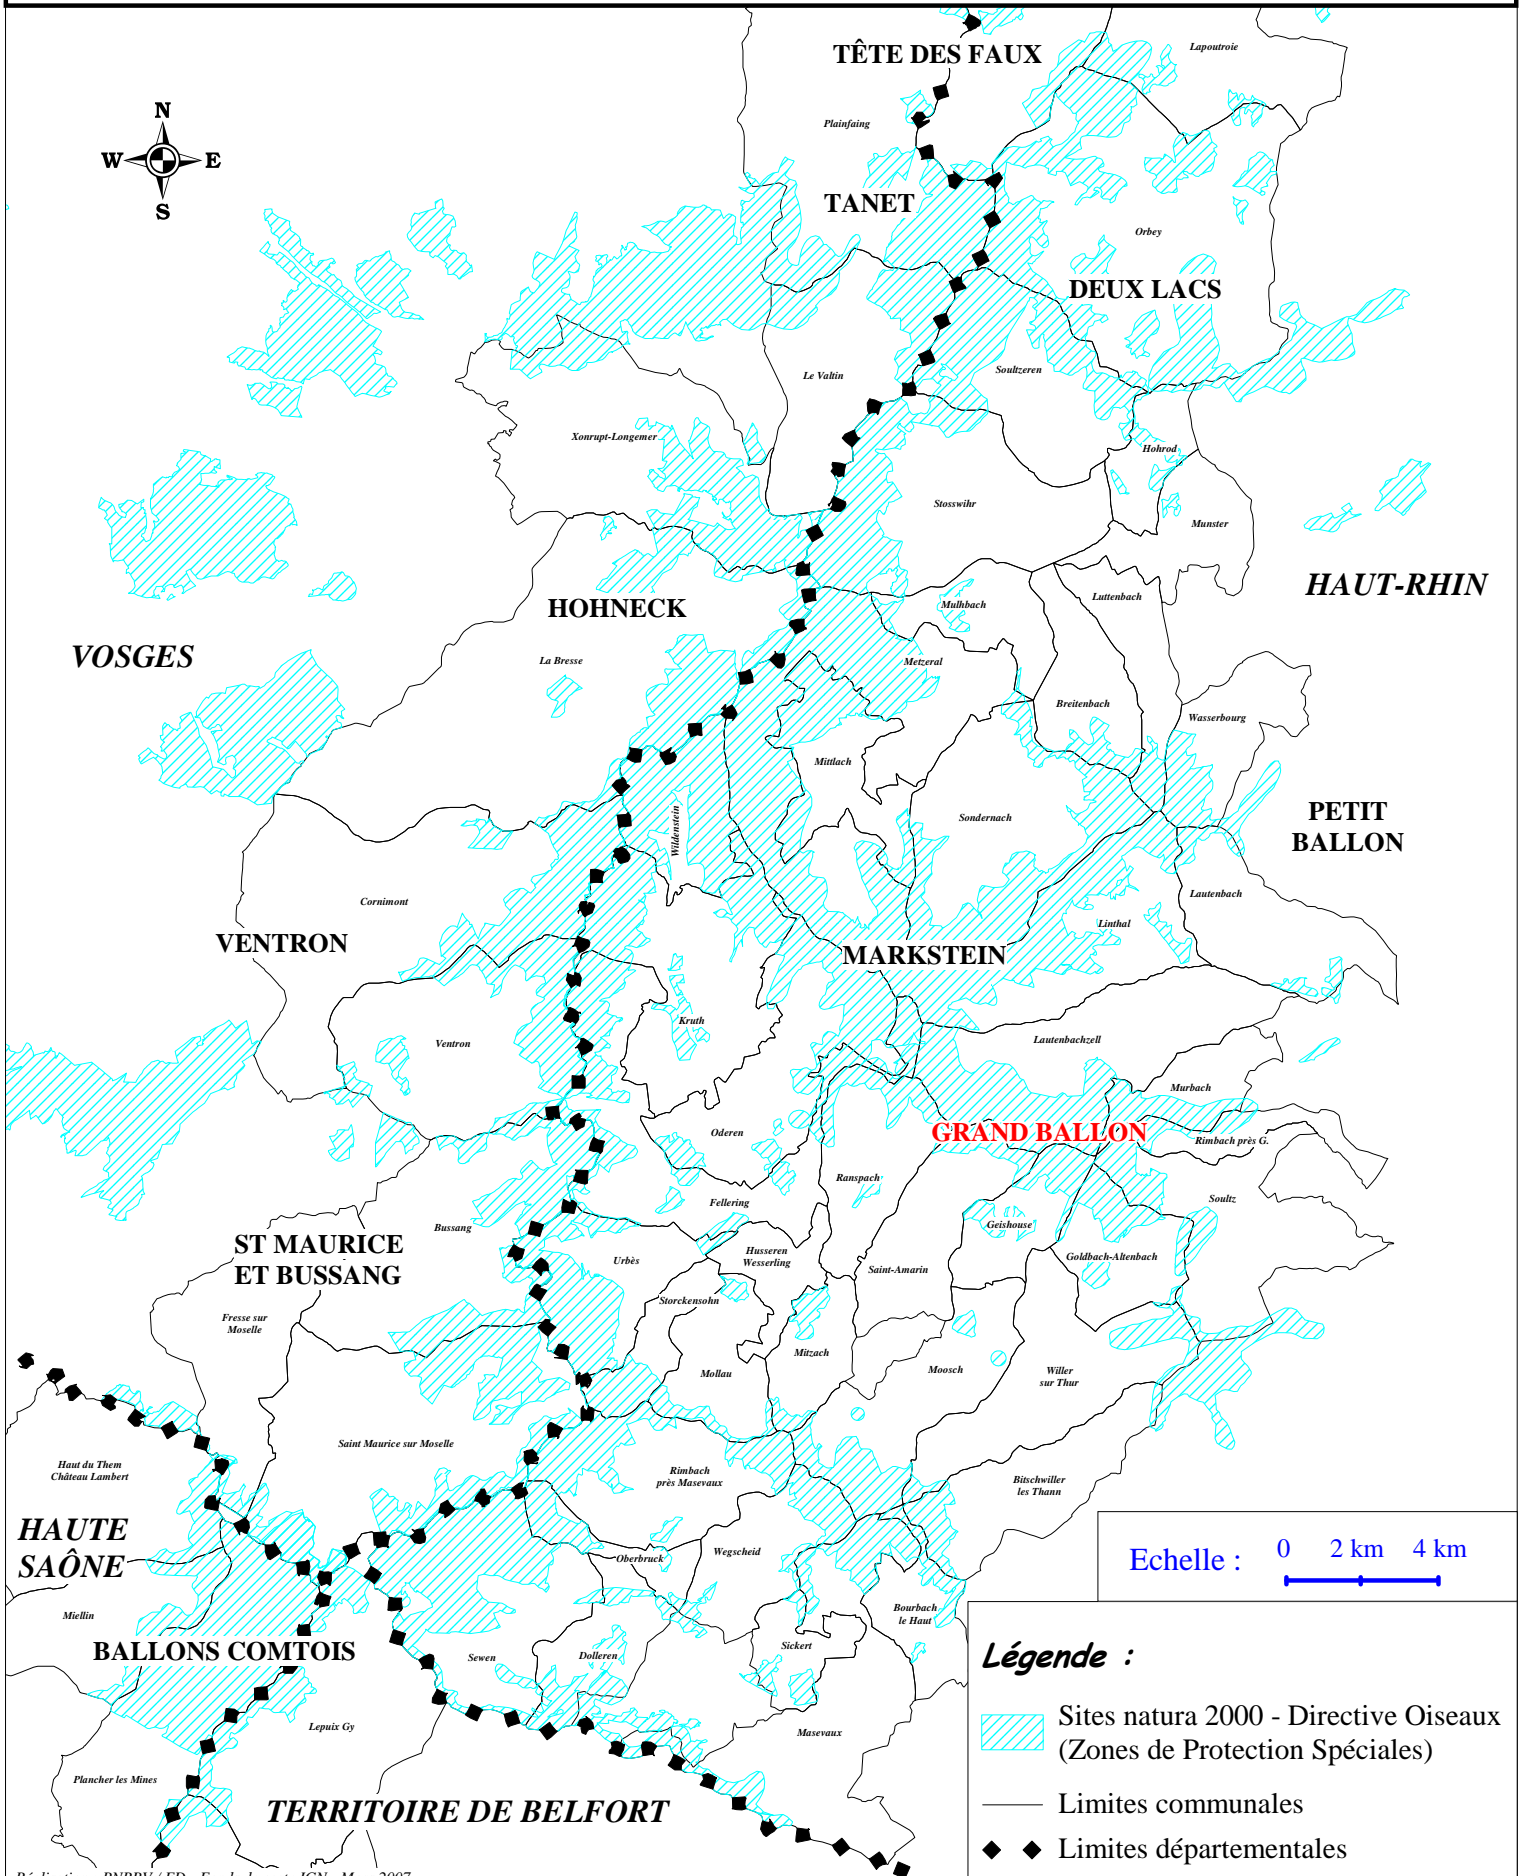 TÊTE DES FAUX
Lapoutroie
Plainfaing
N
W
E
S
TANET
Orbey
DEUX LACS
Le Valtin
Soultzeren
Xonrupt-Longemer
Hohrod
Stosswihr
Munster
HAUT-RHIN
HOHNECK
Mulhbach
Luttenbach
VOSGES
La Bresse
Metzeral
Breitenbach
Wasserbourg
Mittlach
Wildenstein
Sondernach
PETIT
BALLON
Cornimont
Lautenbach
Linthal
VENTRON
MARKSTEIN
Kruth
Ventron
Lautenbachzell
Murbach
Oderen
GRAND BALLON
Rimbach près G.
Ranspach
Fellering
Soultz
Bussang
Geishouse
ST MAURICE
ET BUSSANG
Urbès
Husseren
Wesserling
Goldbach-Altenbach
Saint-Amarin
Storckensohn
Fresse sur
Moselle
Mitzach
Mollau
Moosch
Willer
sur Thur
Saint Maurice sur Moselle
Haut du Them
Château Lambert
Rimbach
près Masevaux
Bitschwiller
les Thann
HAUTE
SAÔNE
Oberbruck
Wegscheid
Echelle :
0 2 km 4 km
Miellin
Bourbach
le Haut
BALLONS COMTOIS
Sewen
Dolleren
Sickert
Légende :
Sites natura 2000 - Directive Oiseaux
(Zones de Protection Spéciales)
Lepuix Gy
Masevaux
Plancher les Mines
TERRITOIRE DE BELFORT
Limites communales
Limites départementales